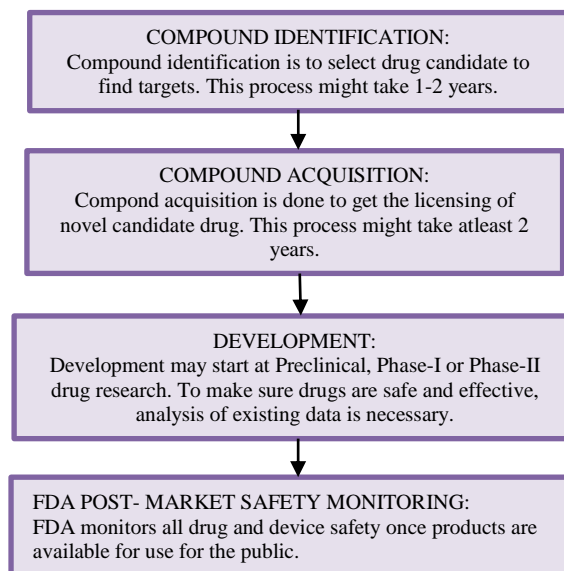 COMPOUND IDENTIFICATION:
Compound identification is to select drug candidate to
find targets. This process might take 1-2 years.
COMPOUND ACQUISITION:
Compond acquisition is done to get the licensing of
novel candidate drug. This process might take atleast 2
years.
DEVELOPMENT:
Development may start at Preclinical, Phase-I or Phase-II
drug research. To make sure drugs are safe and effective,
analysis of existing data is necessary.
FDA POST- MARKET SAFETY MONITORING:
FDA monitors all drug and device safety once products are
available for use for the public.